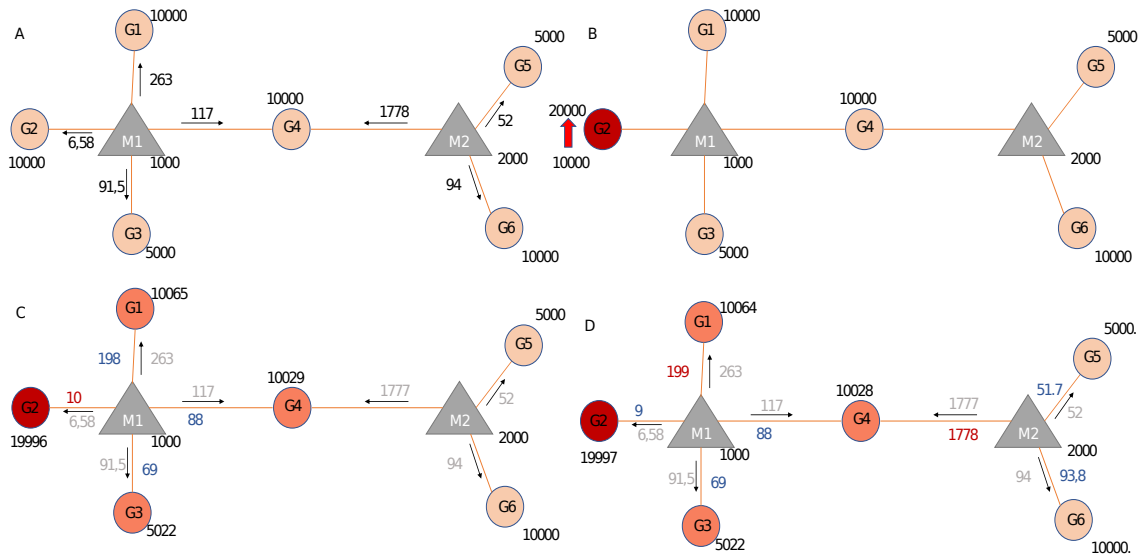 A
10000
G1
263
G2
10000
6,58
M1
1000
117
10000
G4
1778
91,5
G3
5000
5000
G5
52
M2
2000
94
G6
10000
B
10000
G1
20000
G2
10000
M1
1000
10000
G4
G3
5000
5000
G5
M2
2000
G6
10000
C
10065
G1
198
263
10
G2
6,58
19996
M1
1000
117
88
10029
G4
1777
91,5
69
G3
5022
5000
G5
52
M2
2000
94
G6
10000
D
10064
G1
199
263
9
G2
6,58
19997
M1
1000
117
88
10028
G4
1777
1778
91,5
69
G3
5022
5000.
G5
51.7
52
M2
2000
94
93,8
G6
10000.